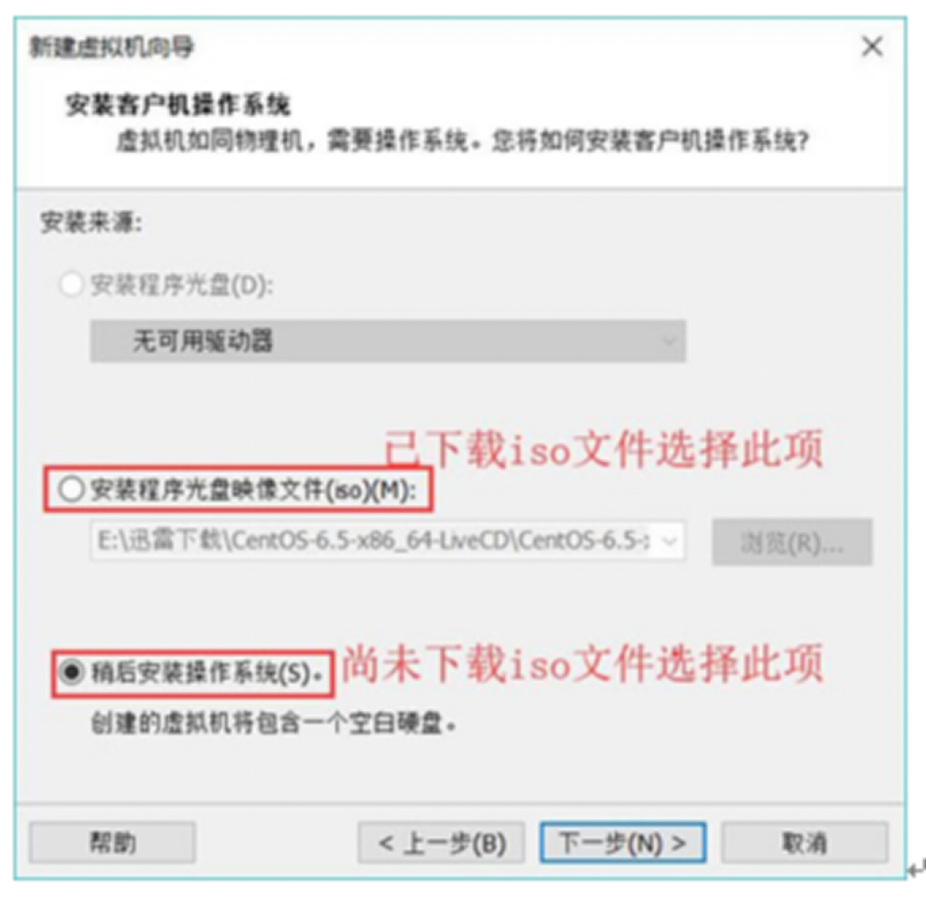 新建虚拟机向导
安装客户机操作系统
虚拟机如同物理机，需要操作系统。您将如何安装客户机操作系统?
安装来源:
安装程序光盘(D):
无可用驱动器
已下载iso文件选择此项
安装程序光盘映像文件(iso)(M):
E:\迅雷下载\CentOS-6.5-x86_64-LiveCD\CentOS-6.5-
浏览(R)...
稍后安装操作系统(S)。
尚未下载iso文件选择此项
创建的虚拟机将包含一个空白硬盘。
帮助
< 上一步(B)
下一步(N) >
取消